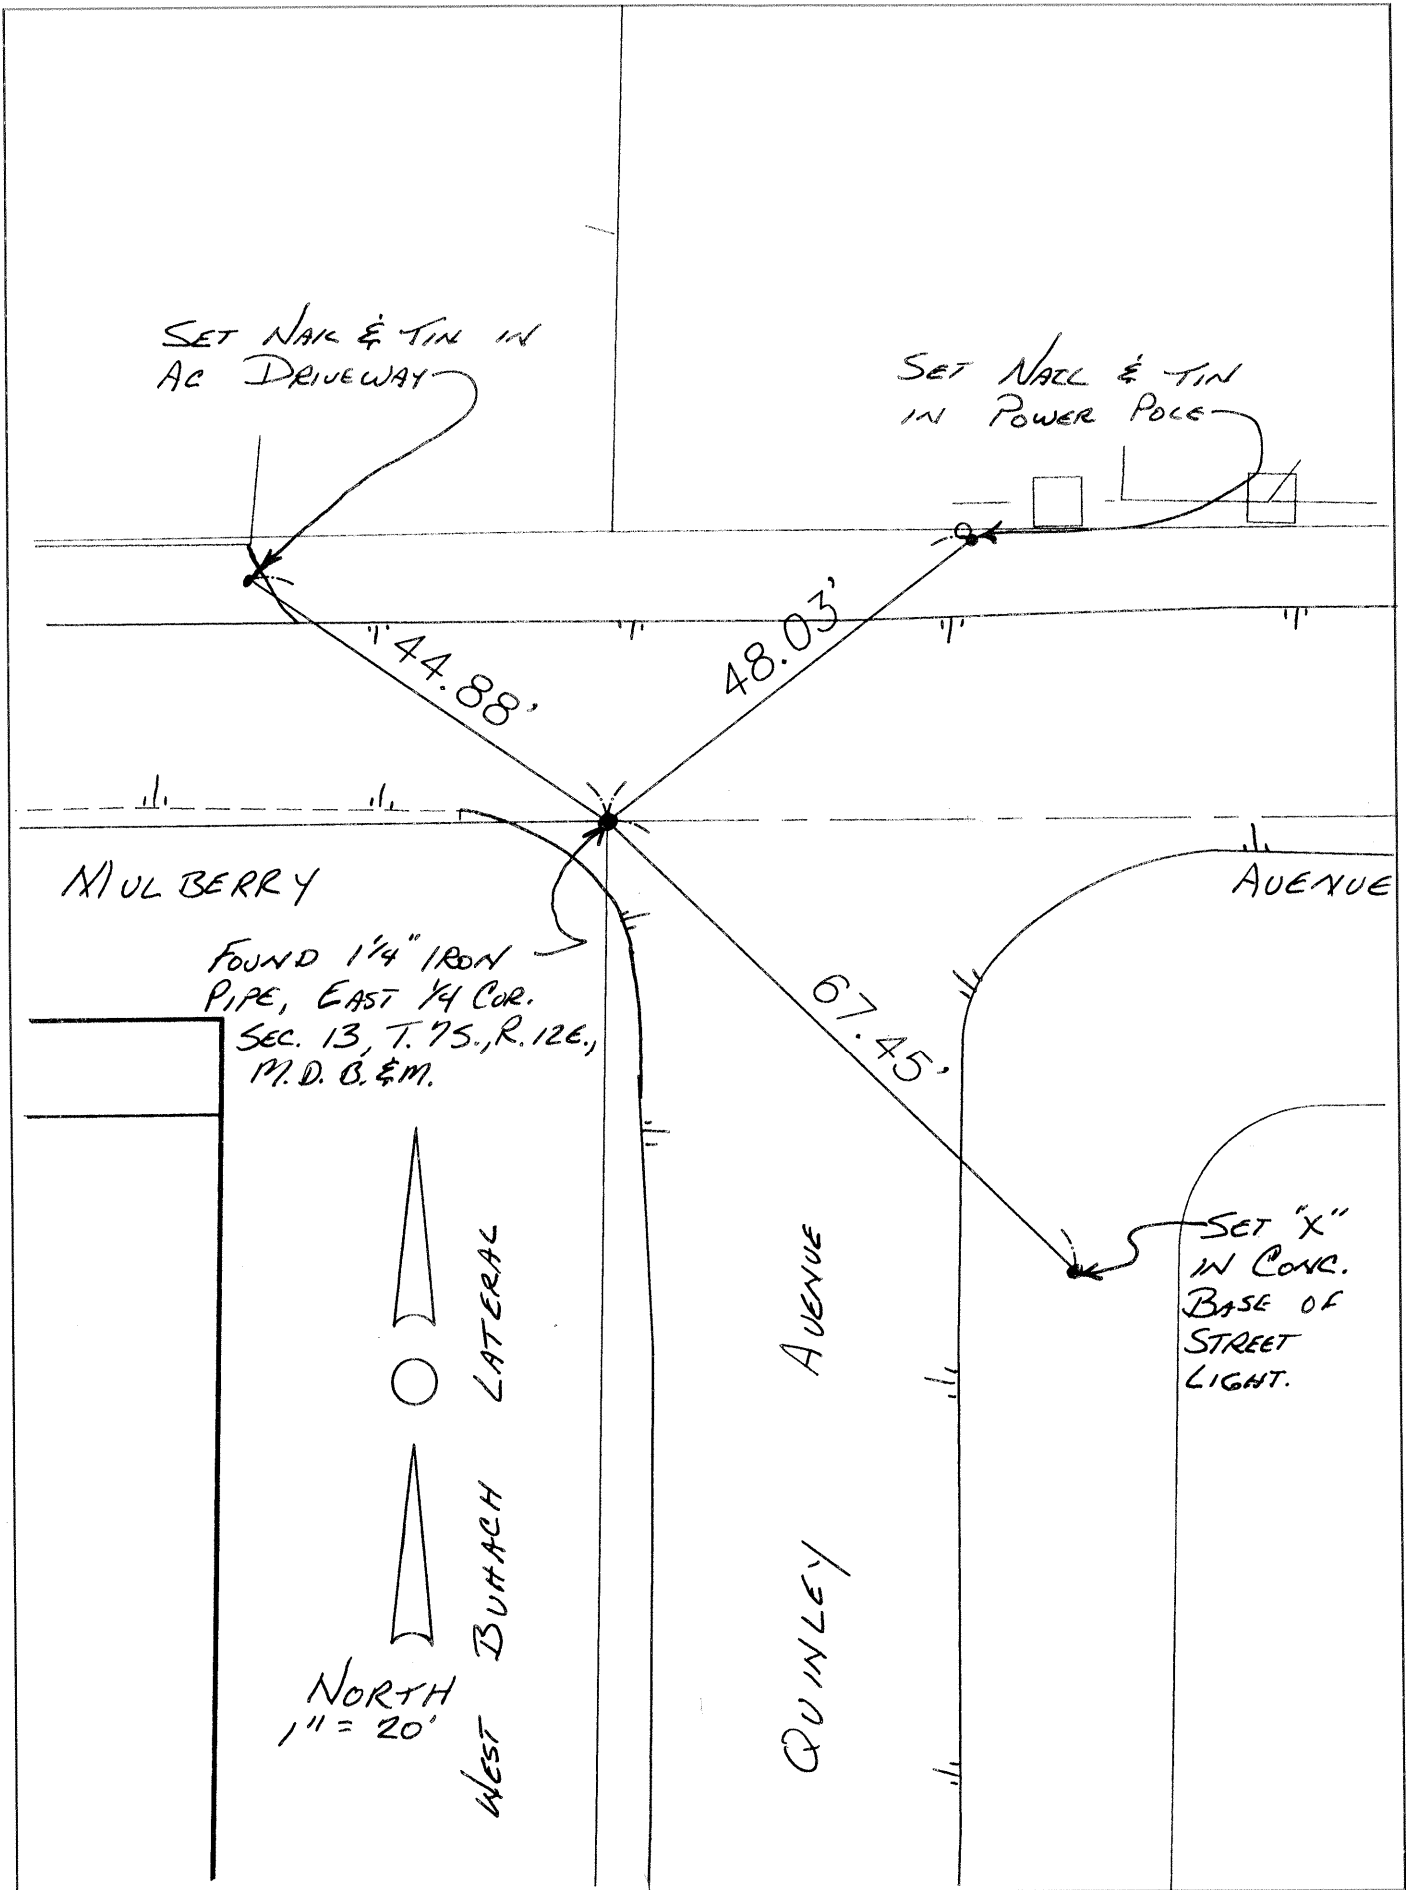 SET NAIL & TIN IN
AC DRIVEWAY
SET NAIL & TIN
IN POWER POLE
44.88'
48.03'
MULBERRY
AVENUE
FOUND 1 1/4" IRON
PIPE, EAST 1/4 COR.
SEC. 13, T. 7S., R. 12E.,
M. D. B. & M.
67.45'
SET "X"
IN CONC.
BASE OF
STREET
LIGHT.
WEST BUHACH LATERAL
QUINLEY AVENUE
NORTH
1" = 20'